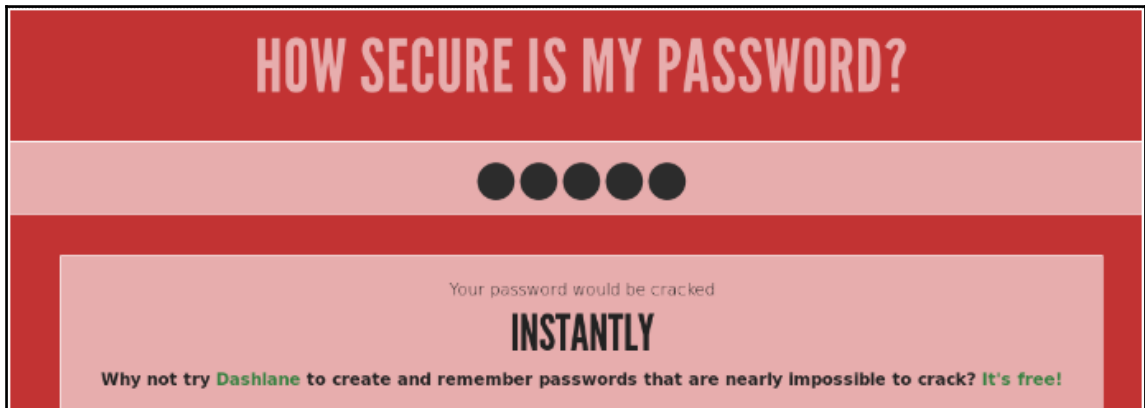 HOW SECURE IS MY PASSWORD?
Your password would be cracked
INSTANTLY
Why not try Dashlane to create and remember passwords that are nearly impossible to crack? It's free!